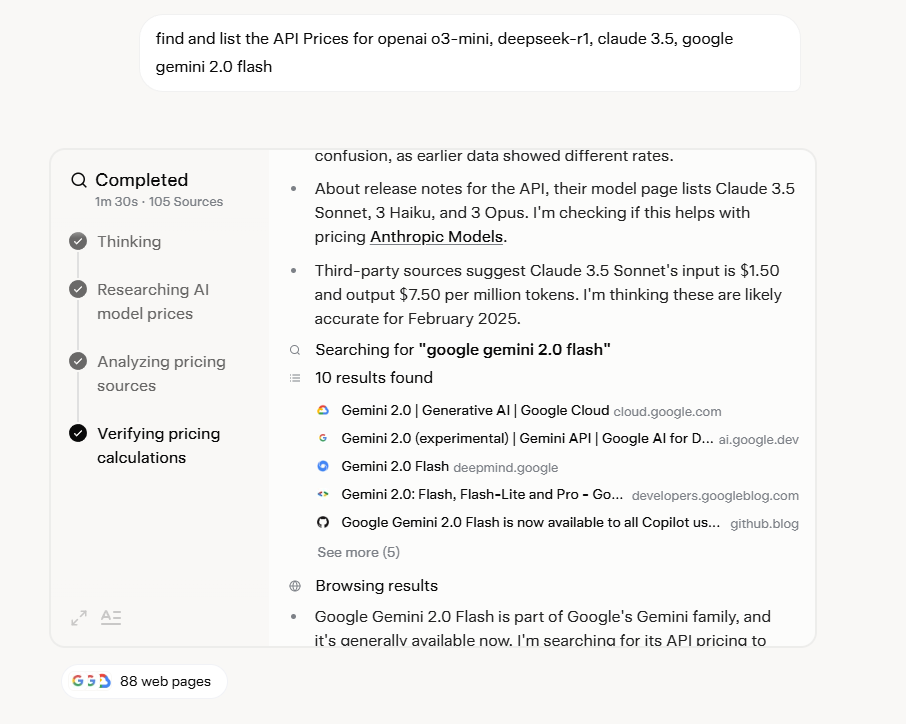 find and list the API Prices for openai o3-mini, deepseek-r1, claude 3.5, google
gemini 2.0 flash
Completed
1m 30s · 105 Sources
Thinking
Researching AI
model prices
Analyzing pricing
sources
Verifying pricing
calculations
confusion, as earlier data showed different rates.
• About release notes for the API, their model page lists Claude 3.5
Sonnet, 3 Haiku, and 3 Opus. I'm checking if this helps with
pricing Anthropic Models.
• Third-party sources suggest Claude 3.5 Sonnet's input is $1.50
and output $7.50 per million tokens. I'm thinking these are likely
accurate for February 2025.
Searching for "google gemini 2.0 flash"
10 results found
Gemini 2.0 | Generative AI | Google Cloud cloud.google.com
Gemini 2.0 (experimental) | Gemini API | Google AI for D... ai.google.dev
Gemini 2.0 Flash deepmind.google
Gemini 2.0: Flash, Flash-Lite and Pro - Go... developers.googleblog.com
Google Gemini 2.0 Flash is now available to all Copilot us... github.blog
See more (5)
Browsing results
• Google Gemini 2.0 Flash is part of Google's Gemini family, and
it's generally available now. I'm searching for its API pricing to
88 web pages